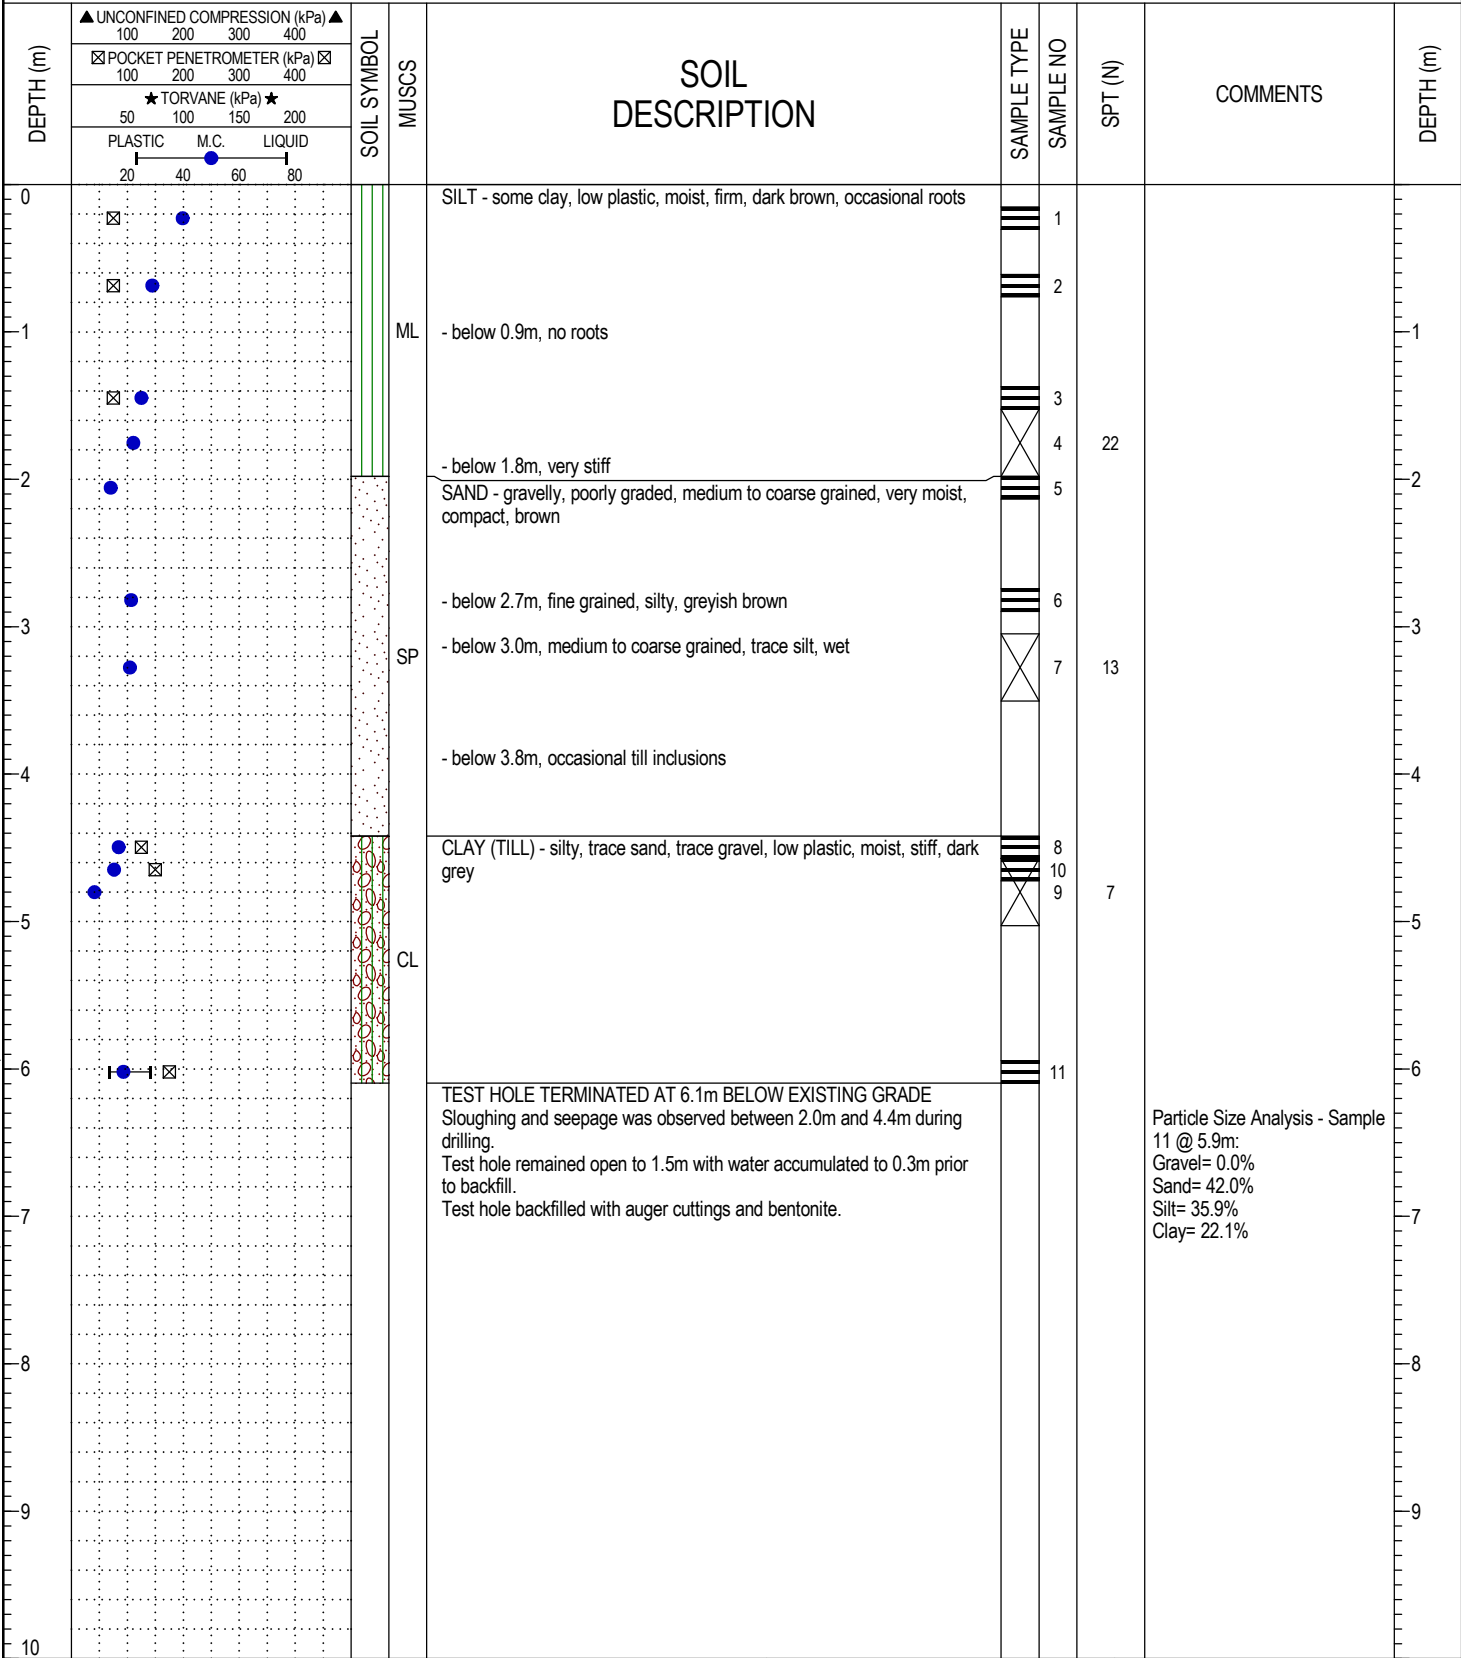 DEPTH (m)
▲ UNCONFINED COMPRESSION (kPa) ▲
100 200 300 400
☒ POCKET PENETROMETER (kPa) ☒
100 200 300 400
★ TORVANE (kPa) ★
50 100 150 200
PLASTIC M.C. LIQUID
20 40 60 80
SOIL SYMBOL
MUSCS
SOIL
DESCRIPTION
SAMPLE TYPE
SAMPLE NO
SPT (N)
COMMENTS
DEPTH (m)
0
SILT - some clay, low plastic, moist, firm, dark brown, occasional roots
1
2
1
ML
- below 0.9m, no roots
1
3
4 22
- below 1.8m, very stiff
2
5
2
SAND - gravelly, poorly graded, medium to coarse grained, very moist,
compact, brown
- below 2.7m, fine grained, silty, greyish brown
6
3
3
- below 3.0m, medium to coarse grained, trace silt, wet
SP
7 13
- below 3.8m, occasional till inclusions
4
4
CLAY (TILL) - silty, trace sand, trace gravel, low plastic, moist, stiff, dark
grey
8
10
9 7
5
5
CL
6
11
6
TEST HOLE TERMINATED AT 6.1m BELOW EXISTING GRADE
Sloughing and seepage was observed between 2.0m and 4.4m during
drilling.
Test hole remained open to 1.5m with water accumulated to 0.3m prior
to backfill.
Test hole backfilled with auger cuttings and bentonite.
Particle Size Analysis - Sample
11 @ 5.9m:
Gravel= 0.0%
Sand= 42.0%
Silt= 35.9%
Clay= 22.1%
7
7
8
8
9
9
10